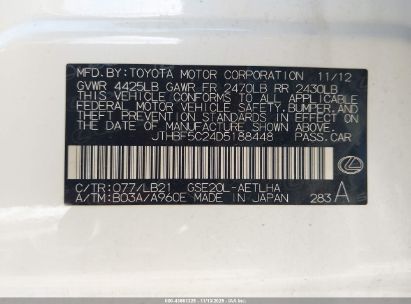 MFD.BY:TOYOTA MOTOR CORPORATION 11/12
GVWR 4425LB GAWR FR 2470LB RR 2430LB
THIS VEHICLE CONFORMS TO ALL APPLICABLE
FEDERAL MOTOR VEHICLE SAFETY,BUMPER,AND
THEFT PREVENTION STANDARDS IN EFFECT ON
THE DATE OF MANUFACTURE SHOWN ABOVE.
JTHBF5C24D5188448 PASS.CAR
C/TR:077/LB21 GSE20L-AETLHA
A/TM:B03A/A960E MADE IN JAPAN 283 A